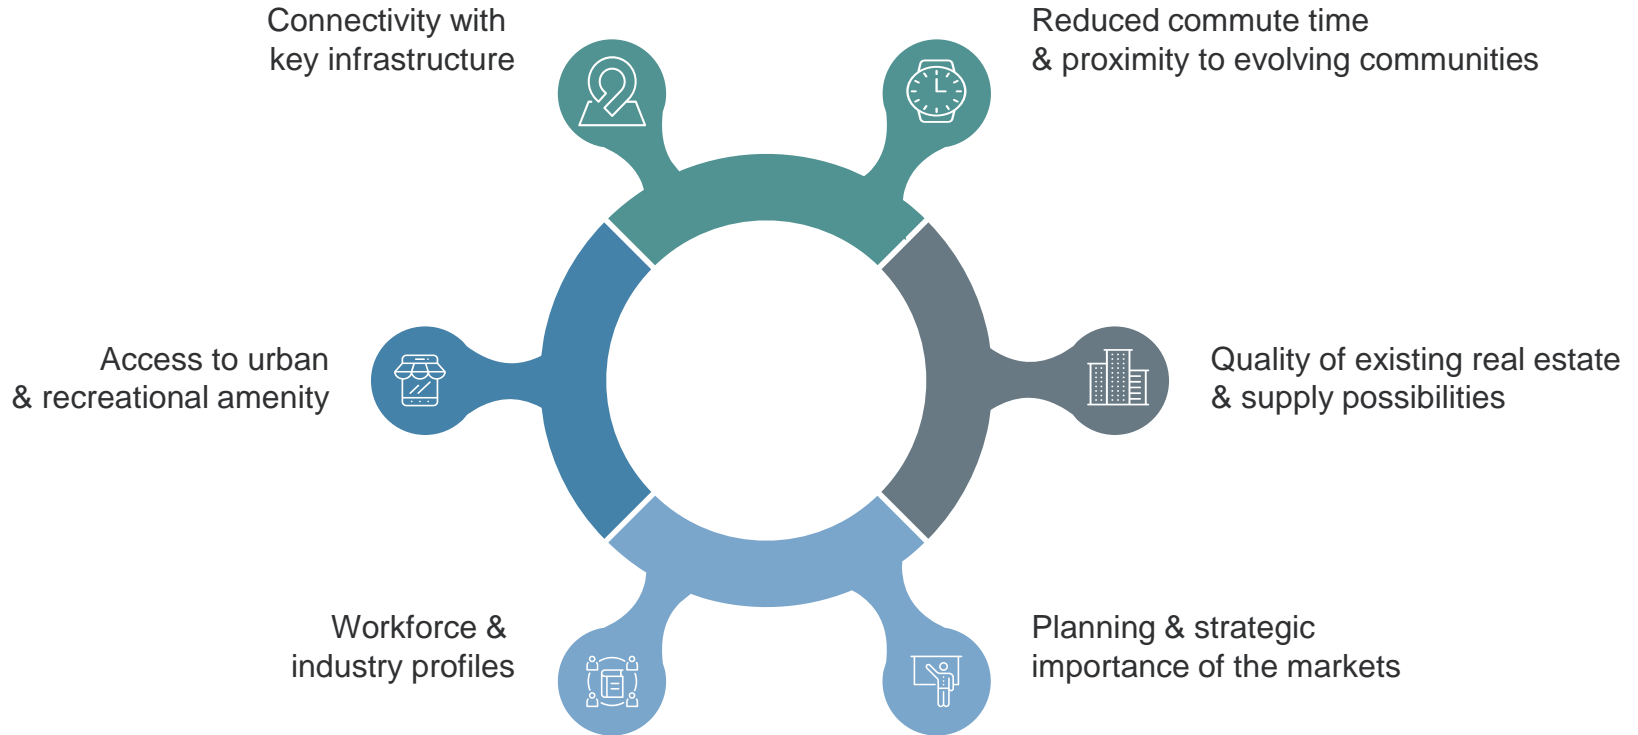 Connectivity with
key infrastructure
Reduced commute time
& proximity to evolving communities
Access to urban
& recreational amenity
Quality of existing real estate
& supply possibilities
Workforce &
industry profiles
Planning & strategic
importance of the markets